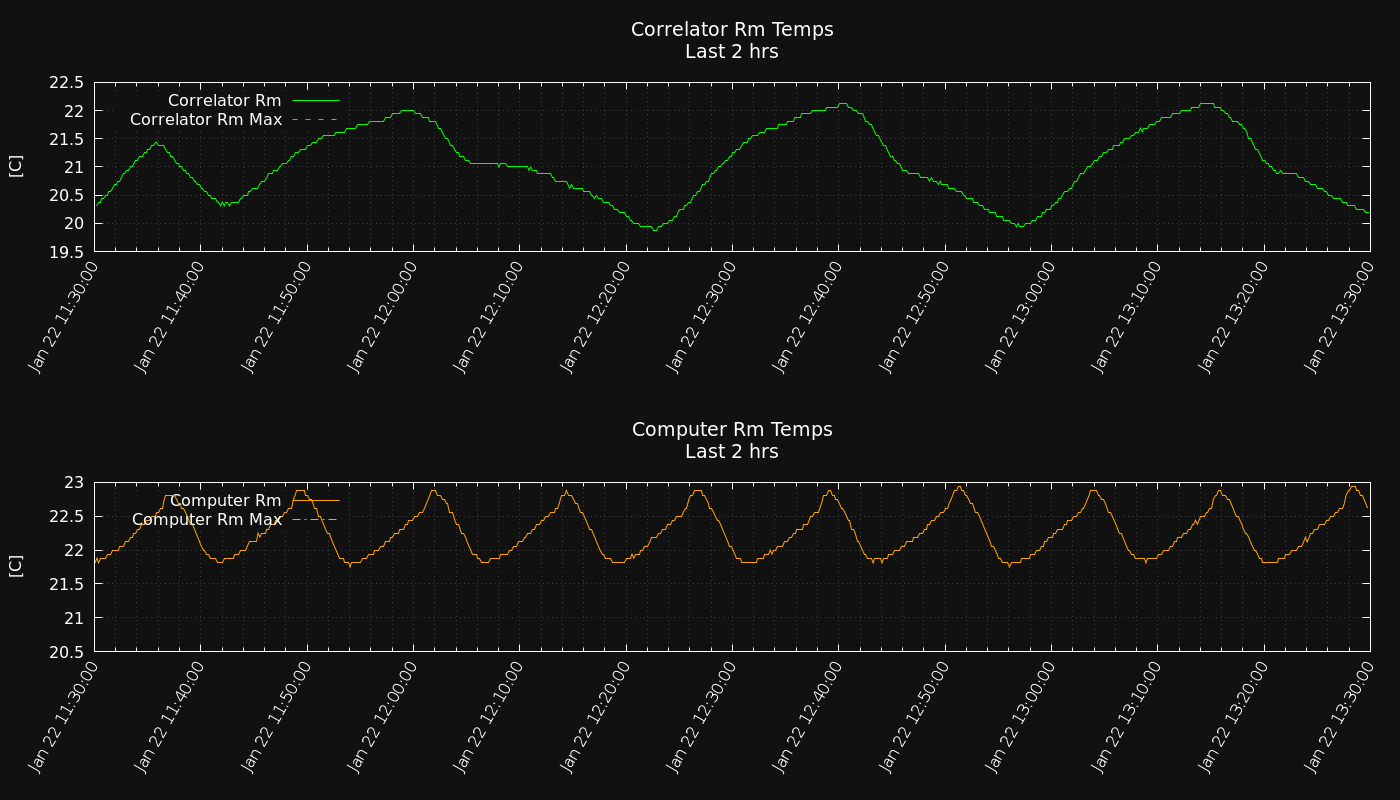 Correlator Rm Temps
Last 2 hrs
22.5
22
21.5
21
20.5
20
19.5
[C]
Correlator Rm
Correlator Rm Max
Jan 22 11:30:00
Jan 22 11:40:00
Jan 22 11:50:00
Jan 22 12:00:00
Jan 22 12:10:00
Jan 22 12:20:00
Jan 22 12:30:00
Jan 22 12:40:00
Jan 22 12:50:00
Jan 22 13:00:00
Jan 22 13:10:00
Jan 22 13:20:00
Jan 22 13:30:00
Computer Rm Temps
Last 2 hrs
23
22.5
22
21.5
21
20.5
[C]
Computer Rm
Computer Rm Max
Jan 22 11:30:00
Jan 22 11:40:00
Jan 22 11:50:00
Jan 22 12:00:00
Jan 22 12:10:00
Jan 22 12:20:00
Jan 22 12:30:00
Jan 22 12:40:00
Jan 22 12:50:00
Jan 22 13:00:00
Jan 22 13:10:00
Jan 22 13:20:00
Jan 22 13:30:00